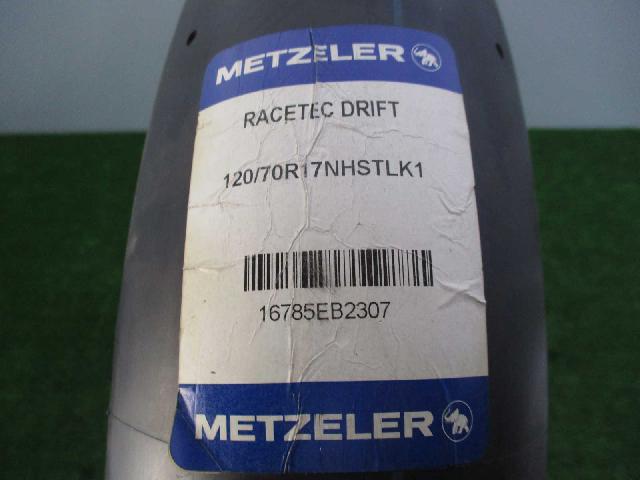 METZELER
RACETEC DRIFT
120/70R17NHSTLK1
16785EB2307
METZELER